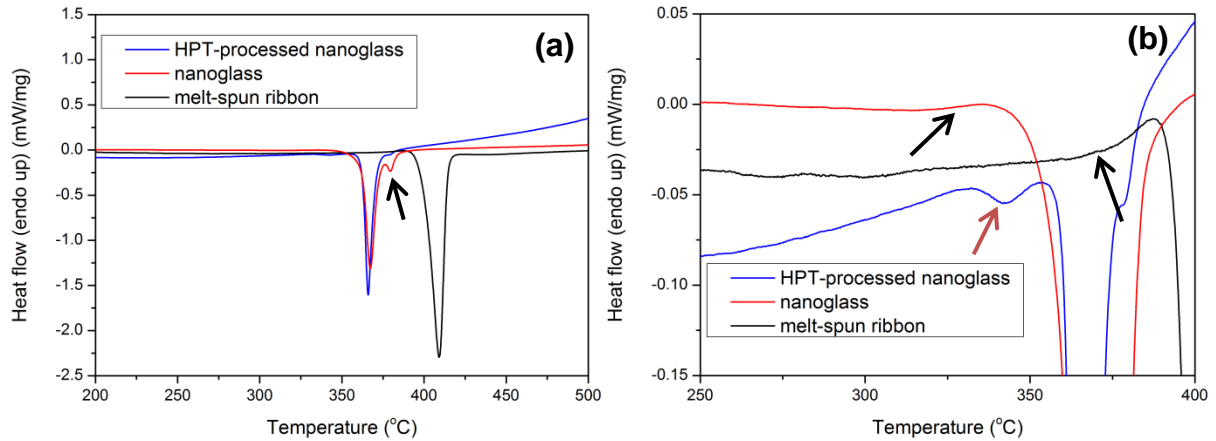 (a)
HPT-processed nanoglass
nanoglass
melt-spun ribbon
Heat flow (endo up) (mW/mg)
1.5
1.0
0.5
0.0
-0.5
-1.0
-1.5
-2.0
-2.5
200 250 300 350 400 450 500
Temperature (°C)
(b)
Heat flow (endo up) (mW/mg)
0.05
0.00
-0.05
-0.10
-0.15
HPT-processed nanoglass
nanoglass
melt-spun ribbon
250 300 350 400
Temperature (°C)